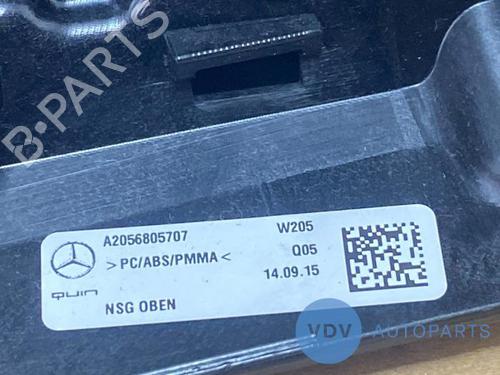 B-PARTS
A2056805707 W205
>PC/ABS/PMMA< Q05
QUIN 14.09.15
NSG OBEN
VDV AUTOPARTS